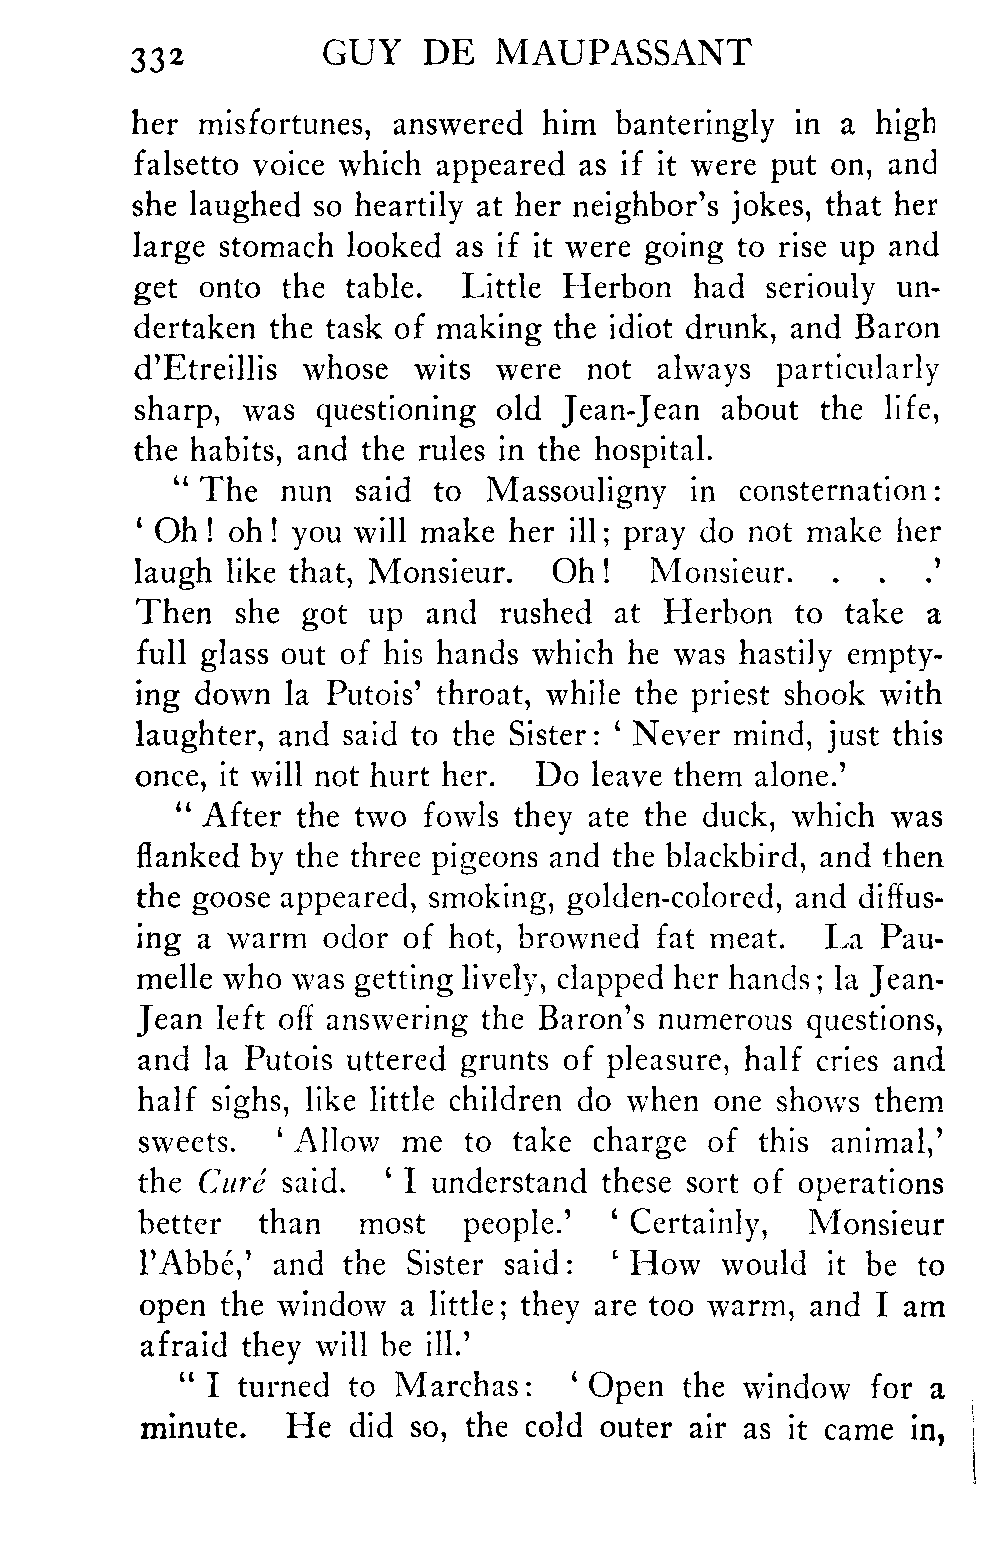 332 GUY DE MAUPASSANT
her misfortunes, answered him banteringly in a high
falsetto voice which appeared as if it were put on, and
she laughed so heartily at her neighbor's jokes, that her
large stomach looked as if it were going to rise up and
get onto the table. Little Herbon had seriouly un-
dertaken the task of making the idiot drunk, and Baron
d'Etreillis whose wits were not always particularly
sharp, was questioning old Jean-Jean about the life,
the habits, and the rules in the hospital.
“ The nun said to Massouligny in consternation:
‘ Oh! oh! you will make her ill; pray do not make her
laugh like that, Monsieur. Oh! Monsieur. . . .’
Then she got up and rushed at Herbon to take a
full glass out of his hands which he was hastily empty-
ing down la Putois’ throat, while the priest shook with
laughter, and said to the Sister: ‘ Never mind, just this
once, it will not hurt her. Do leave them alone.’
“ After the two fowls they ate the duck, which was
flanked by the three pigeons and the blackbird, and then
the goose appeared, smoking, golden-colored, and diffus-
ing a warm odor of hot, browned fat meat. La Pau-
melle who was getting lively, clapped her hands; la Jean-
Jean left off answering the Baron's numerous questions,
and la Putois uttered grunts of pleasure, half cries and
half sighs, like little children do when one shows them
sweets. ‘ Allow me to take charge of this animal,’
the Curé said. ‘ I understand these sort of operations
better than most people.’ ‘ Certainly, Monsieur
l’Abbé,’ and the Sister said: ‘ How would it be to
open the window a little; they are too warm, and I am
afraid they will be ill.’
“ I turned to Marchas: ‘ Open the window for a
minute. He did so, the cold outer air as it came in,